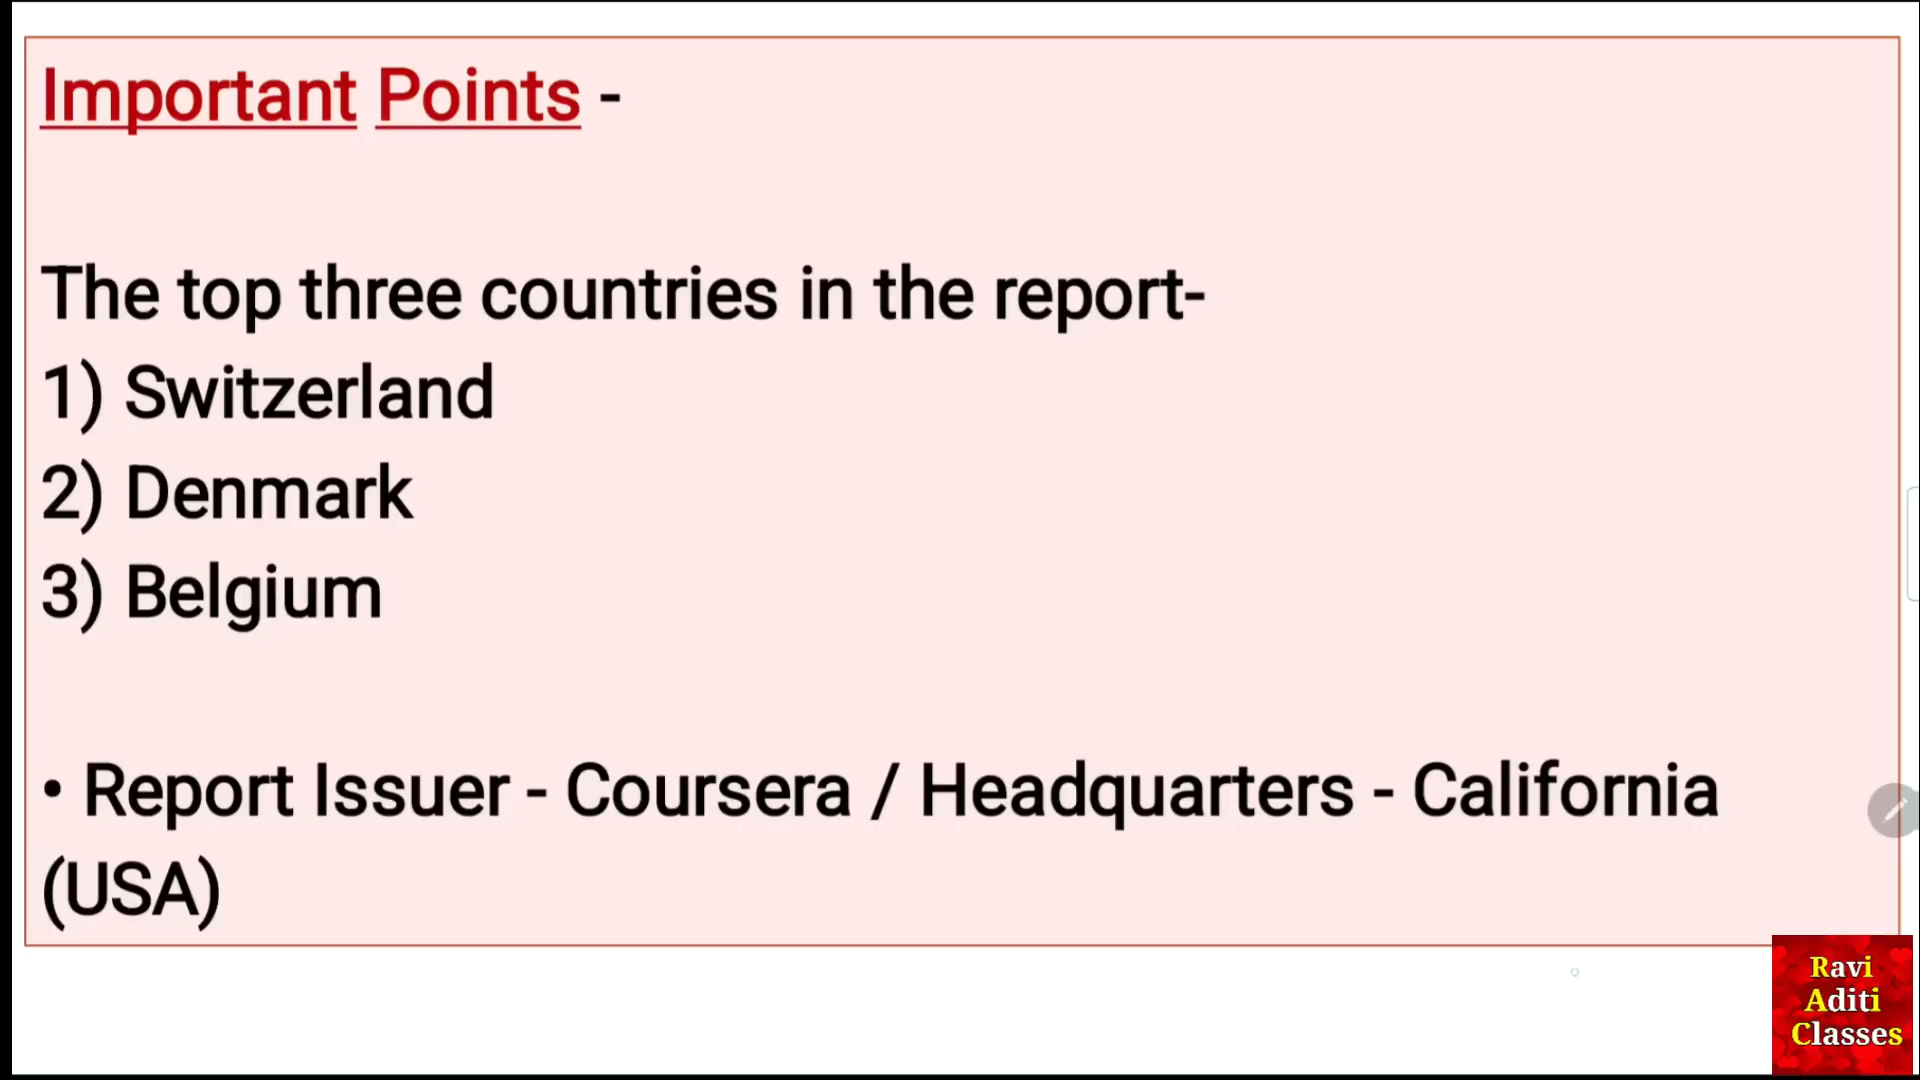 Important Points -
The top three countries in the report-
1) Switzerland
2) Denmark
3) Belgium
• Report Issuer - Coursera / Headquarters - California
(USA)
Ravi
Aditi
Classes